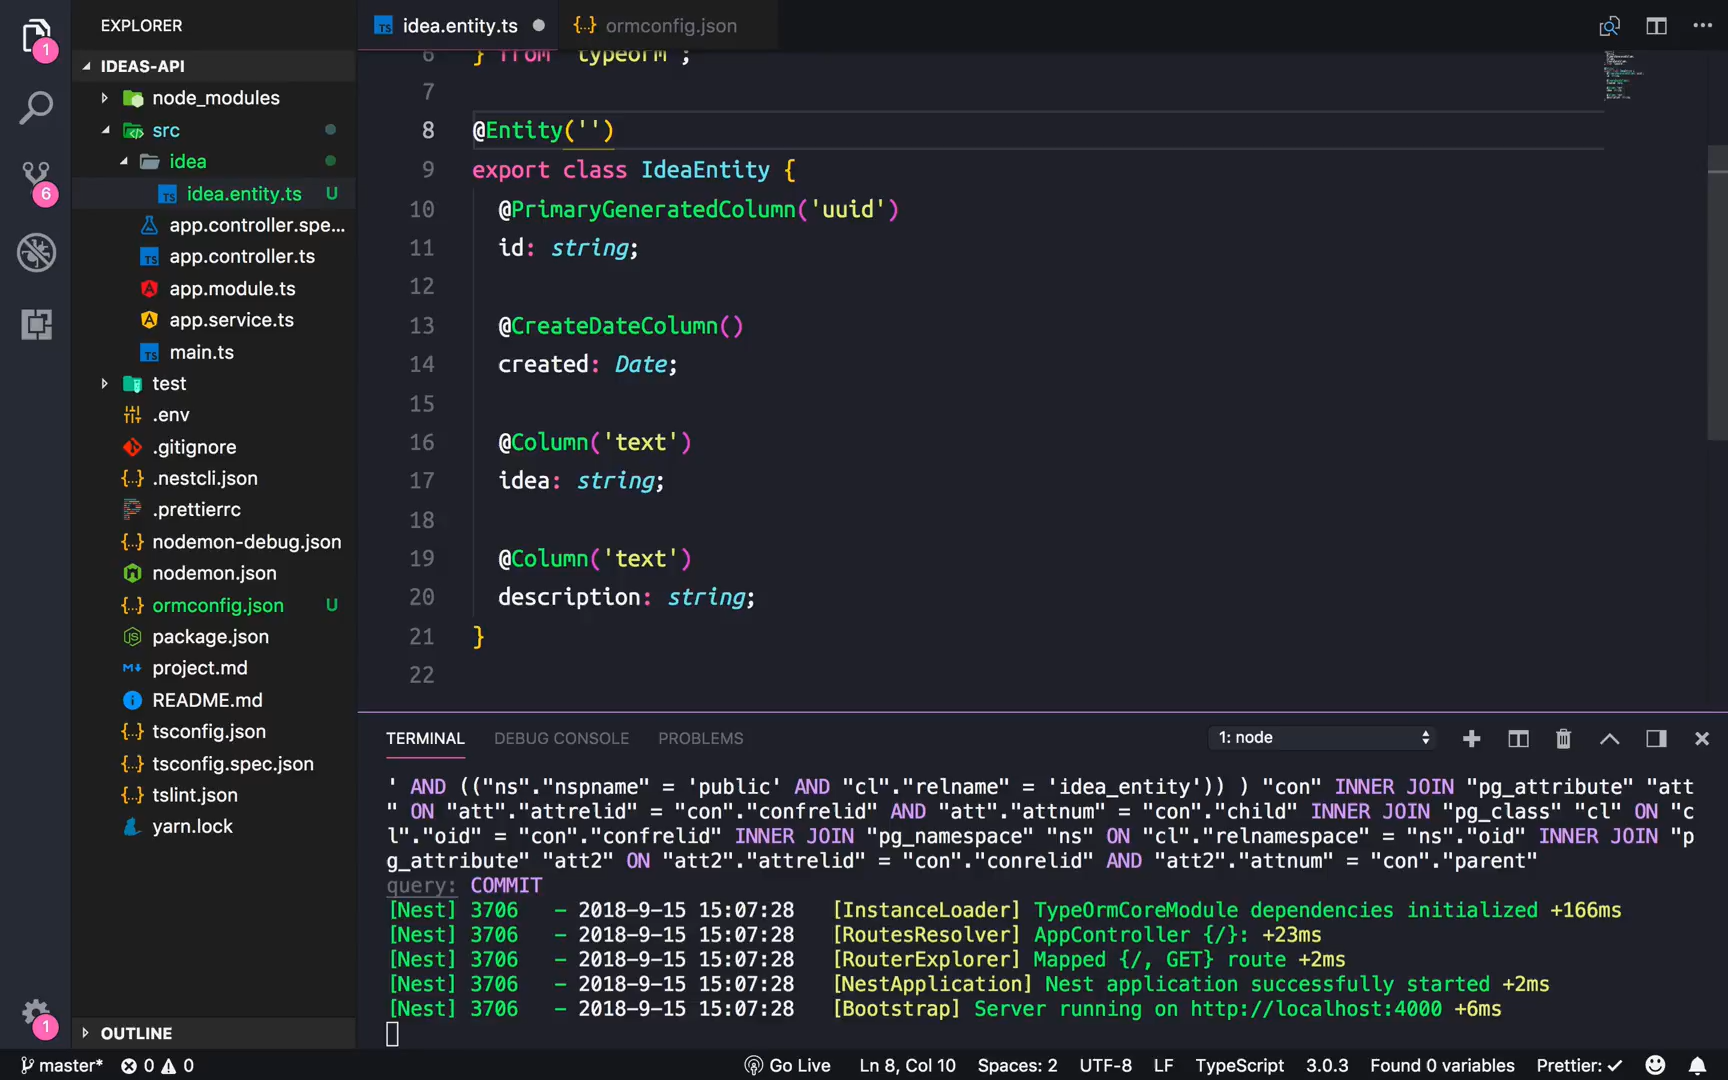 EXPLORER
idea.entity.ts
{..} ormconfig.json
1
IDEAS-API
node_modules
src
idea
TS idea.entity.ts U
app.controller.spe...
TS app.controller.ts
app.module.ts
app.service.ts
TS main.ts
test
.env
.gitignore
{..} .nestcli.json
.prettierrc
{..} nodemon-debug.json
nodemon.json
{..} ormconfig.json U
package.json
project.md
README.md
{..} tsconfig.json
{..} tsconfig.spec.json
{..} tslint.json
yarn.lock
OUTLINE
6
1
6 } from 'typeorm';
7
8 @Entity('')
9 export class IdeaEntity {
10 @PrimaryGeneratedColumn('uuid')
11 id: string;
12
13 @CreateDateColumn()
14 created: Date;
15
16 @Column('text')
17 idea: string;
18
19 @Column('text')
20 description: string;
21 }
22
TERMINAL DEBUG CONSOLE PROBLEMS 1: node
' AND (("ns"."nspname" = 'public' AND "cl"."relname" = 'idea_entity')) ) "con" INNER JOIN "pg_attribute" "att
" ON "att"."attrelid" = "con"."confrelid" AND "att"."attnum" = "con"."child" INNER JOIN "pg_class" "cl" ON "c
l"."oid" = "con"."confrelid" INNER JOIN "pg_namespace" "ns" ON "cl"."relnamespace" = "ns"."oid" INNER JOIN "p
g_attribute" "att2" ON "att2"."attrelid" = "con"."conrelid" AND "att2"."attnum" = "con"."parent"
query: COMMIT
[Nest] 3706 - 2018-9-15 15:07:28 [InstanceLoader] TypeOrmCoreModule dependencies initialized +166ms
[Nest] 3706 - 2018-9-15 15:07:28 [RoutesResolver] AppController {/}: +23ms
[Nest] 3706 - 2018-9-15 15:07:28 [RouterExplorer] Mapped {/, GET} route +2ms
[Nest] 3706 - 2018-9-15 15:07:28 [NestApplication] Nest application successfully started +2ms
[Nest] 3706 - 2018-9-15 15:07:28 [Bootstrap] Server running on http://localhost:4000 +6ms
master* 0 0 Go Live Ln 8, Col 10 Spaces: 2 UTF-8 LF TypeScript 3.0.3 Found 0 variables Prettier: ✓